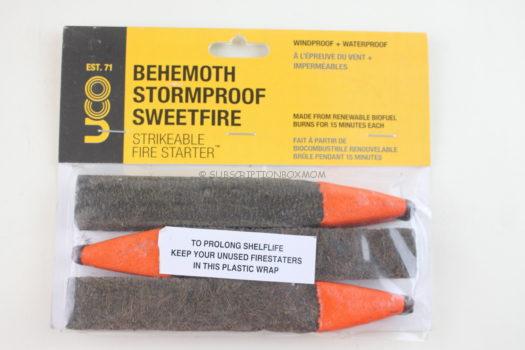 UCO
EST. 71
BEHEMOTH
STORMPROOF
SWEETFIRE
STRIKEABLE
FIRE STARTER™
WINDPROOF + WATERPROOF
À L'ÉPREUVE DU VENT +
IMPERMÉABLES
MADE FROM RENEWABLE BIOFUEL
BURNS FOR 15 MINUTES EACH
FAIT À PARTIR DE
BIOCOMBUSTIBLE RENOUVELABLE
BRÛLE PENDANT 15 MINUTES
© SUBSCRIPTIONBOXMOM
TO PROLONG SHELFLIFE
KEEP YOUR UNUSED FIRESTATERS
IN THIS PLASTIC WRAP